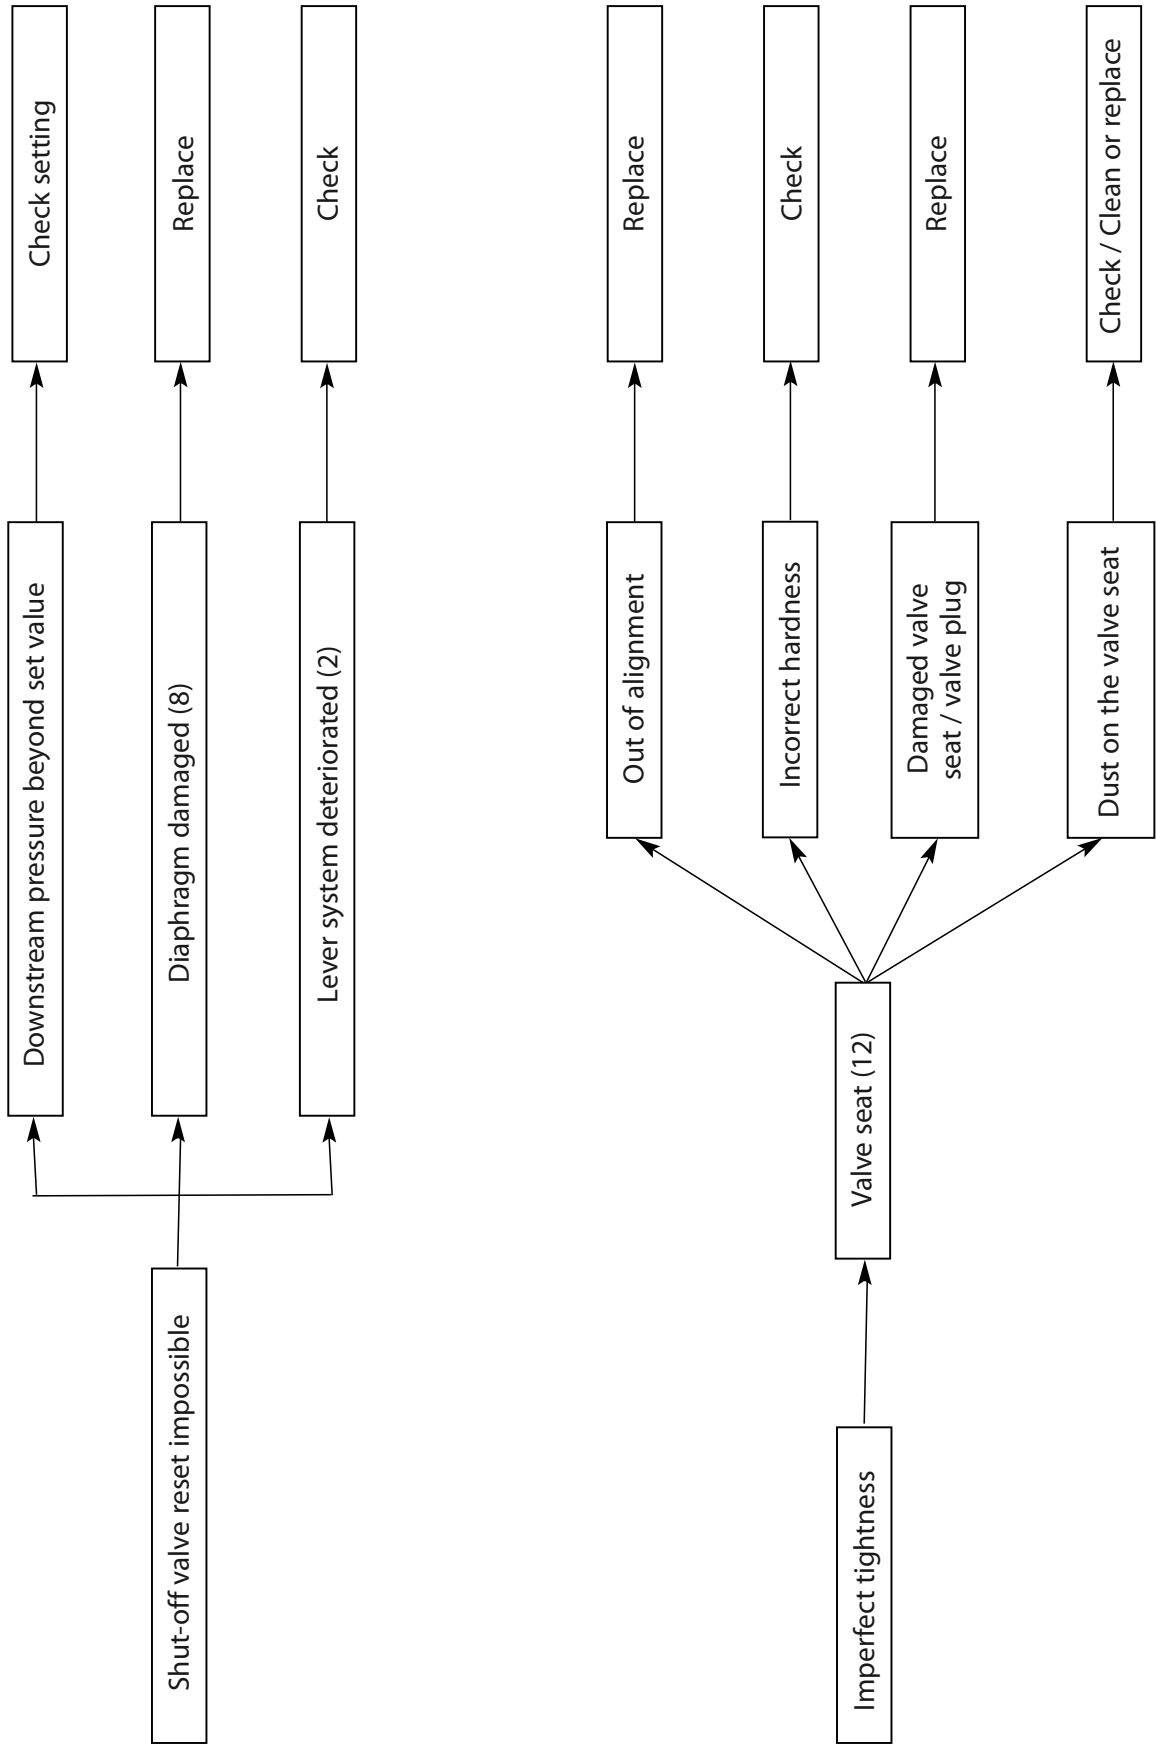 Shut-off valve reset impossible
Downstream pressure beyond set value
Check setting
Diaphragm damaged (8)
Replace
Lever system deteriorated (2)
Check
Imperfect tightness
Valve seat (12)
Out of alignment
Replace
Incorrect hardness
Check
Damaged valve
seat / valve plug
Replace
Dust on the valve seat
Check / Clean or replace